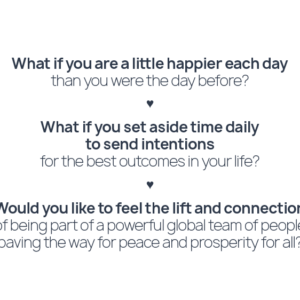 What if you are a little happier each day
than you were the day before?
♥
What if you set aside time daily
to send intentions
for the best outcomes in your life?
♥
Would you like to feel the lift and connection
of being part of a powerful global team of people
paving the way for peace and prosperity for all?